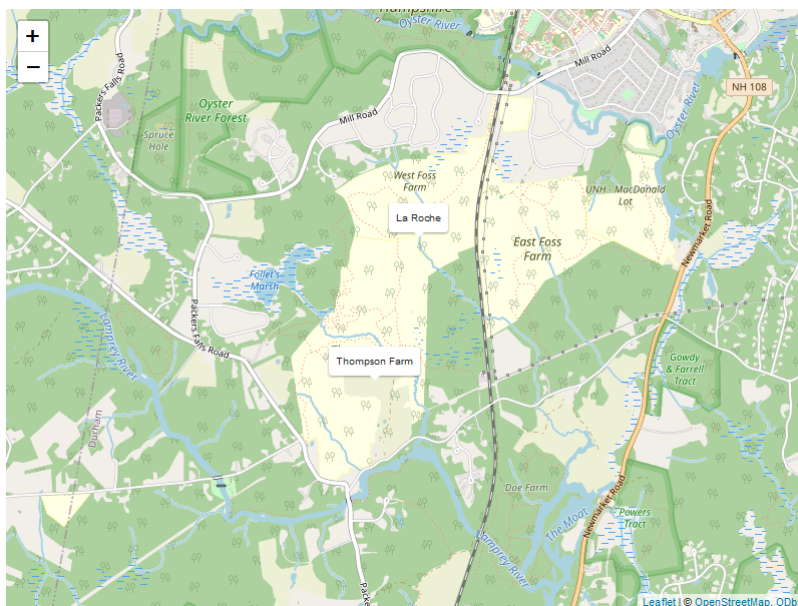 +
−
Hampshire
Oyster River
Packers Falls Road
Mill Road
NH 108
Oyster
River Forest
Mill Road
Oyster River
Spruce
Hole
West Foss
Farm
UNH - MacDonald
Lot
La Roche
Newmarket Road
East Foss
Farm
Follet's
Marsh
Lamprey River
Packers Falls Road
Thompson Farm
Gowdy
& Farrell
Tract
Durham
Doe Farm
Newmarket Road
The Moat
Powers
Tract
Lamprey River
Packe
Leaflet | © OpenStreetMap, ODb